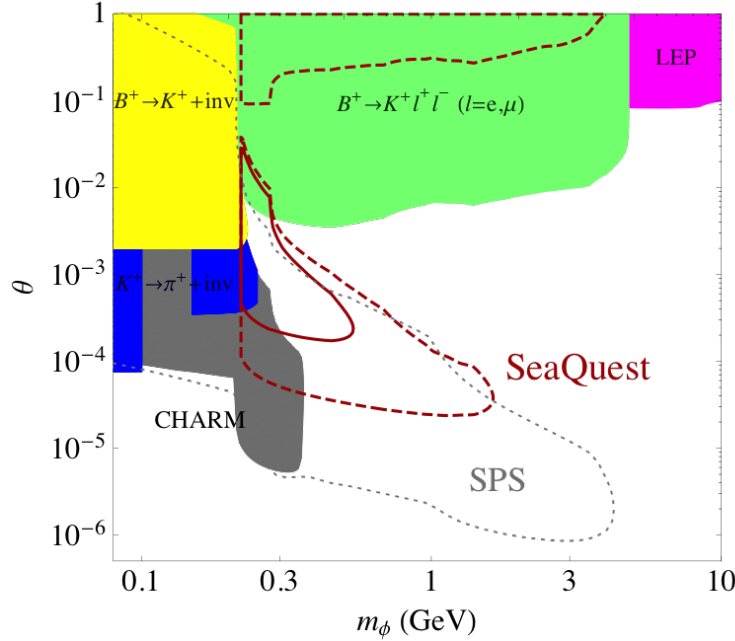 1
10⁻¹
10⁻²
10⁻³
10⁻⁴
10⁻⁵
10⁻⁶
θ
LEP
B⁺→K⁺+inv
B⁺→K⁺l⁺l⁻ (l=e,μ)
K⁺→π⁺+inv
SeaQuest
CHARM
SPS
0.1 0.3 1 3 10
m_ϕ (GeV)